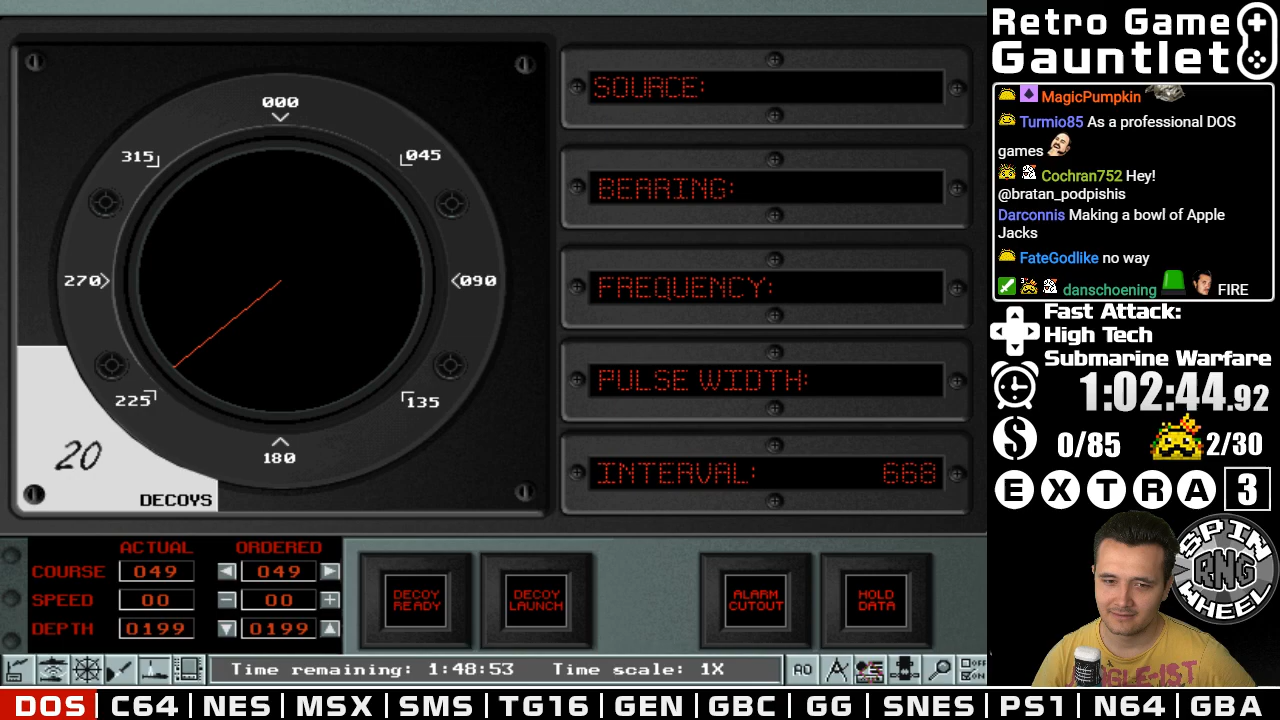 000
045
090
135
180
225
270
315
20
DECOYS
SOURCE:
BEARING:
FREQUENCY:
PULSE WIDTH:
INTERVAL: 668
ACTUAL ORDERED
COURSE 049 049
SPEED 00 00
DEPTH 0199 0199
DECOY
READY
DECOY
LAUNCH
ALARM
CUTOUT
HOLD
DATA
Time remaining: 1:48:53 Time scale: 1X
AO
OFF
ON
Retro Game
Gauntlet
MagicPumpkin
Turmio85 As a professional DOS
games
Cochran752 Hey!
@bratan_podpishis
Darconnis Making a bowl of Apple
Jacks
FateGodlike no way
danschoening FIRE
Fast Attack:
High Tech
Submarine Warfare
1:02:44.92
0/85 2/30
EXTRA 3
SPIN
RNG
WHEEL
DOS | C64 | NES | MSX | SMS | TG16 | GEN | GBC | GG | SNES | PS1 | N64 | GBA